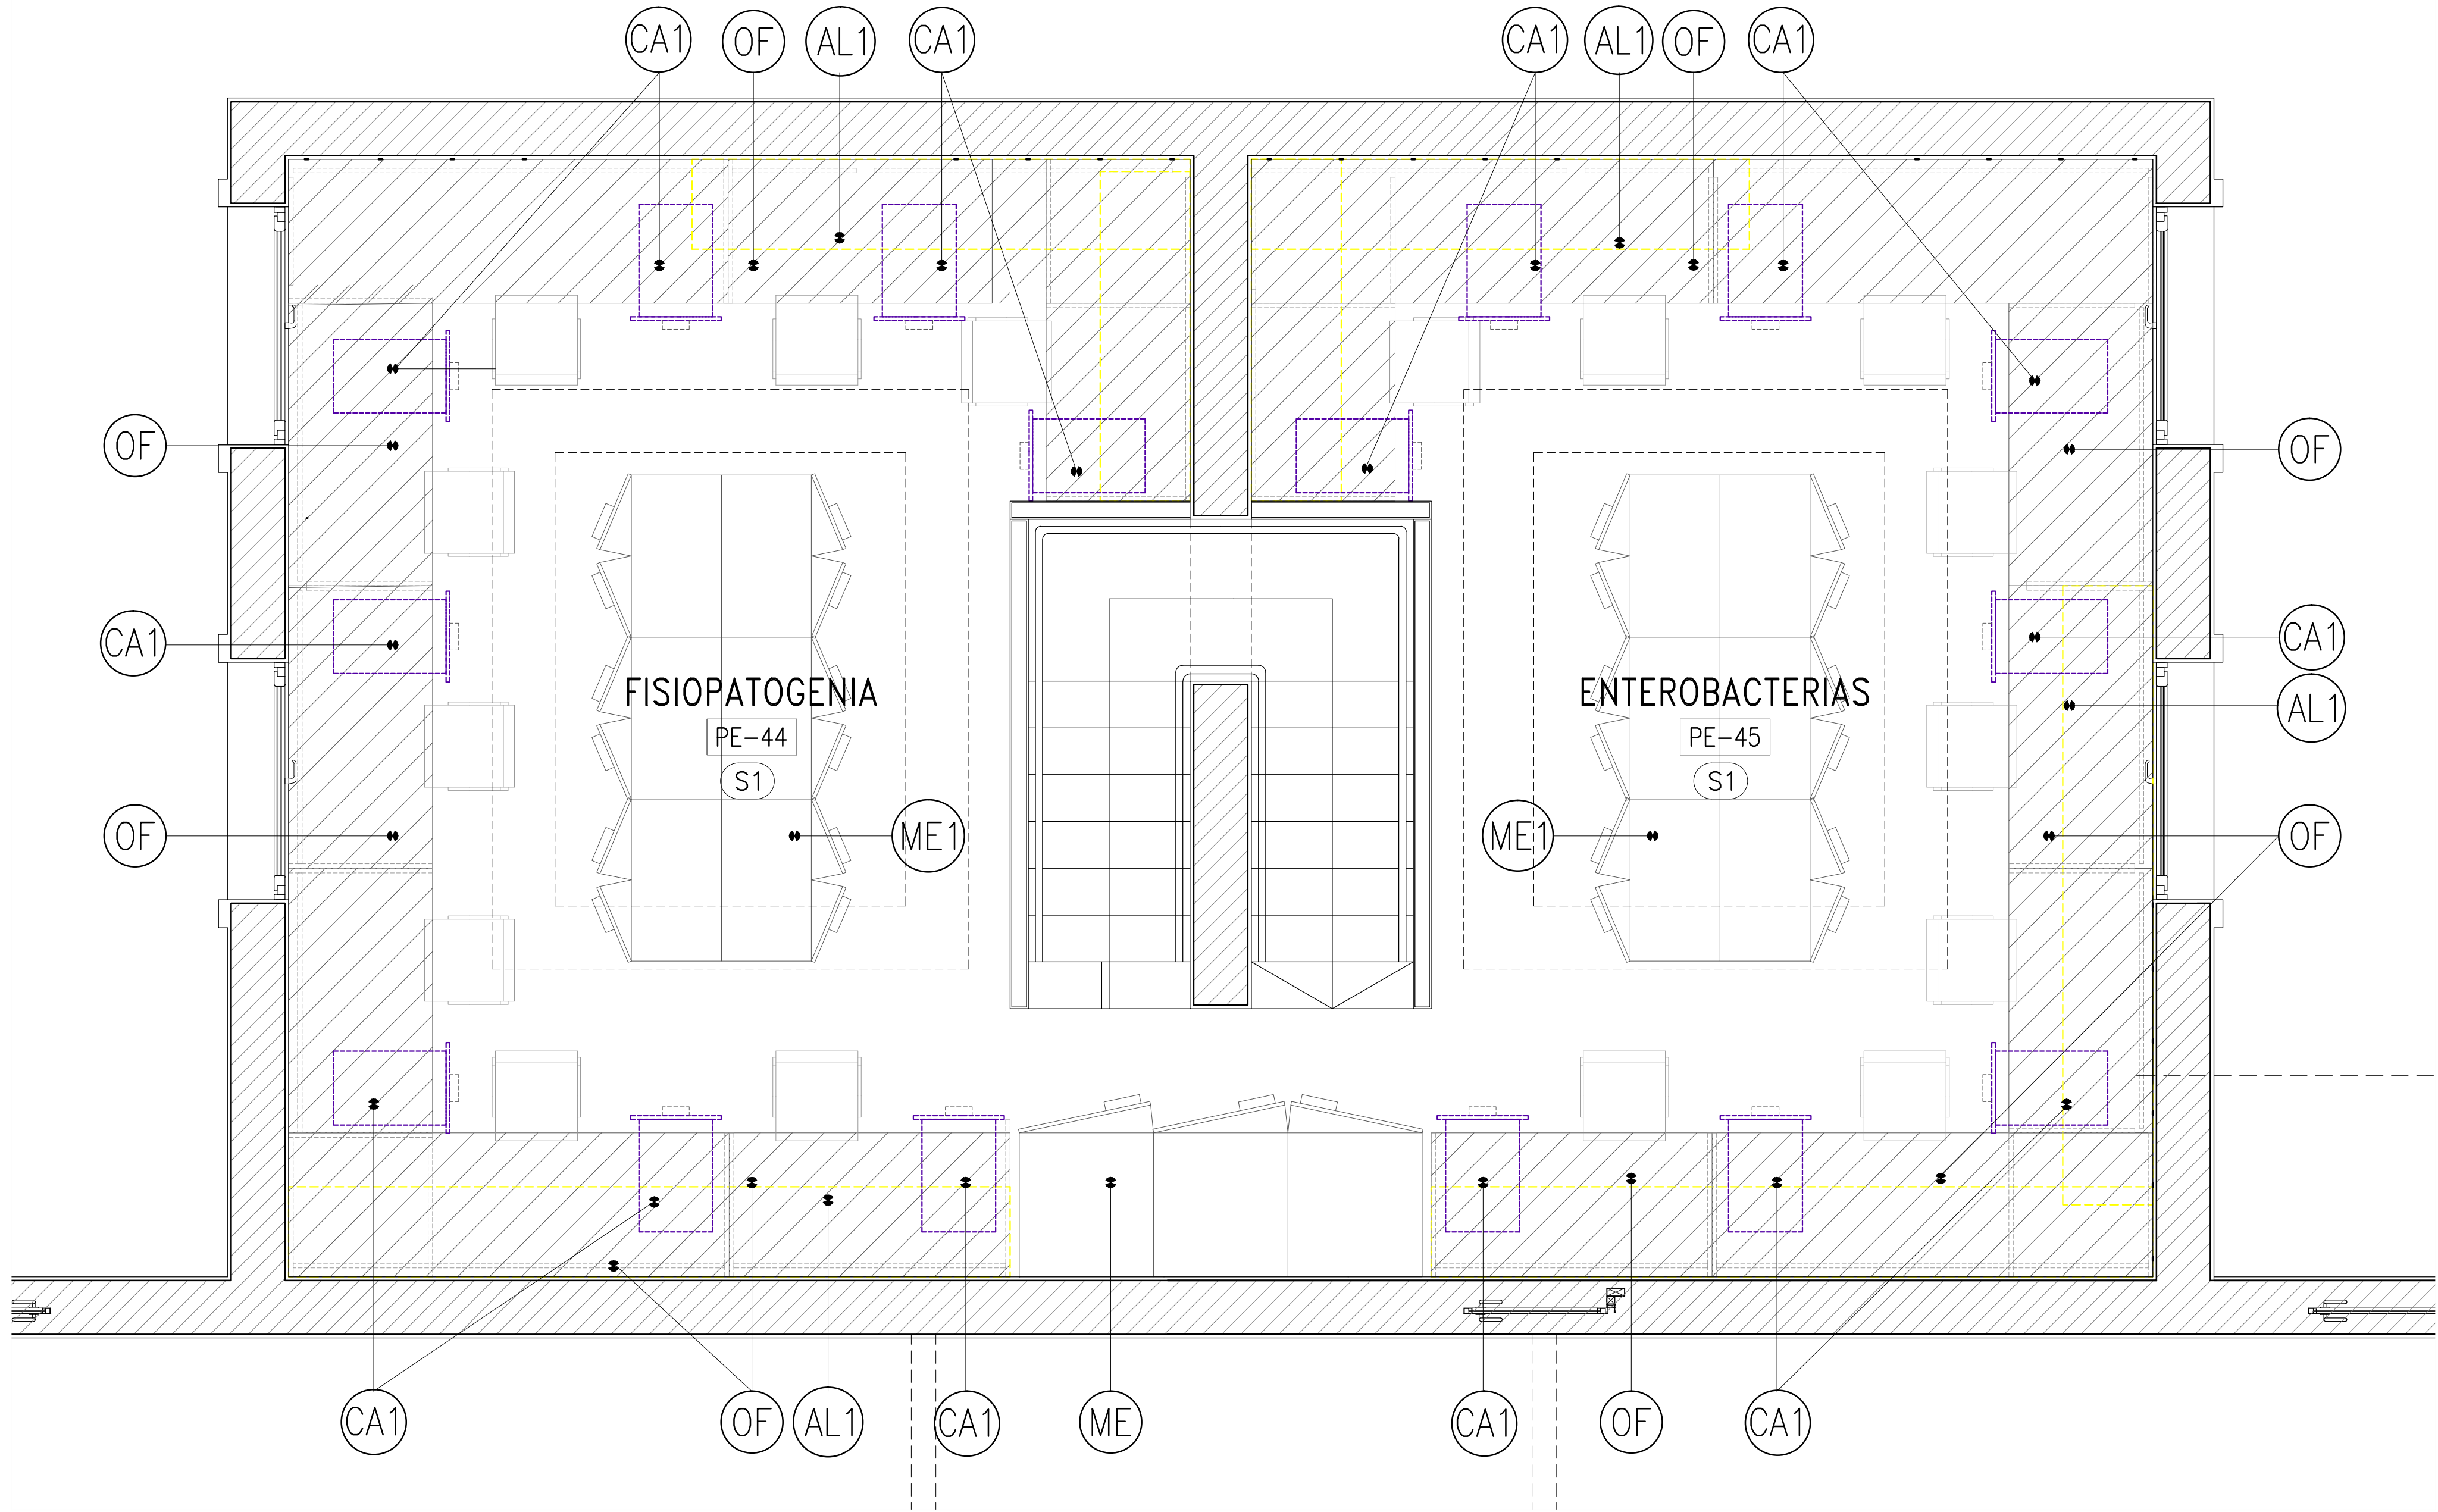 CA1 OF AL1 CA1 CA1 AL1 OF CA1
OF OF
CA1 CA1
FISIOPATOGENIA ENTEROBACTERIAS
AL1
PE-44 PE-45
S1 S1
OF ME1 ME1 OF
CA1 OF AL1 CA1 ME CA1 OF CA1